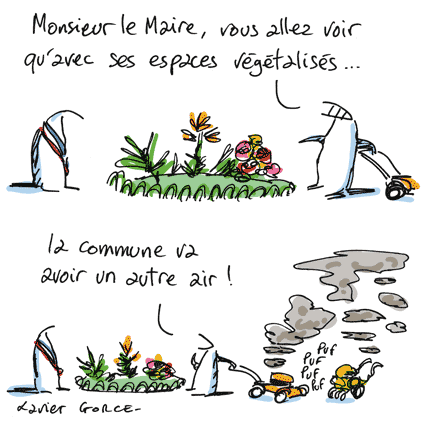 Monsieur le Maire, vous allez voir
qu'avec ses espaces végétalisés...
la commune va
avoir un autre air !
PUF
PUF
PUF
PUF
PUF
Xavier GORCE-